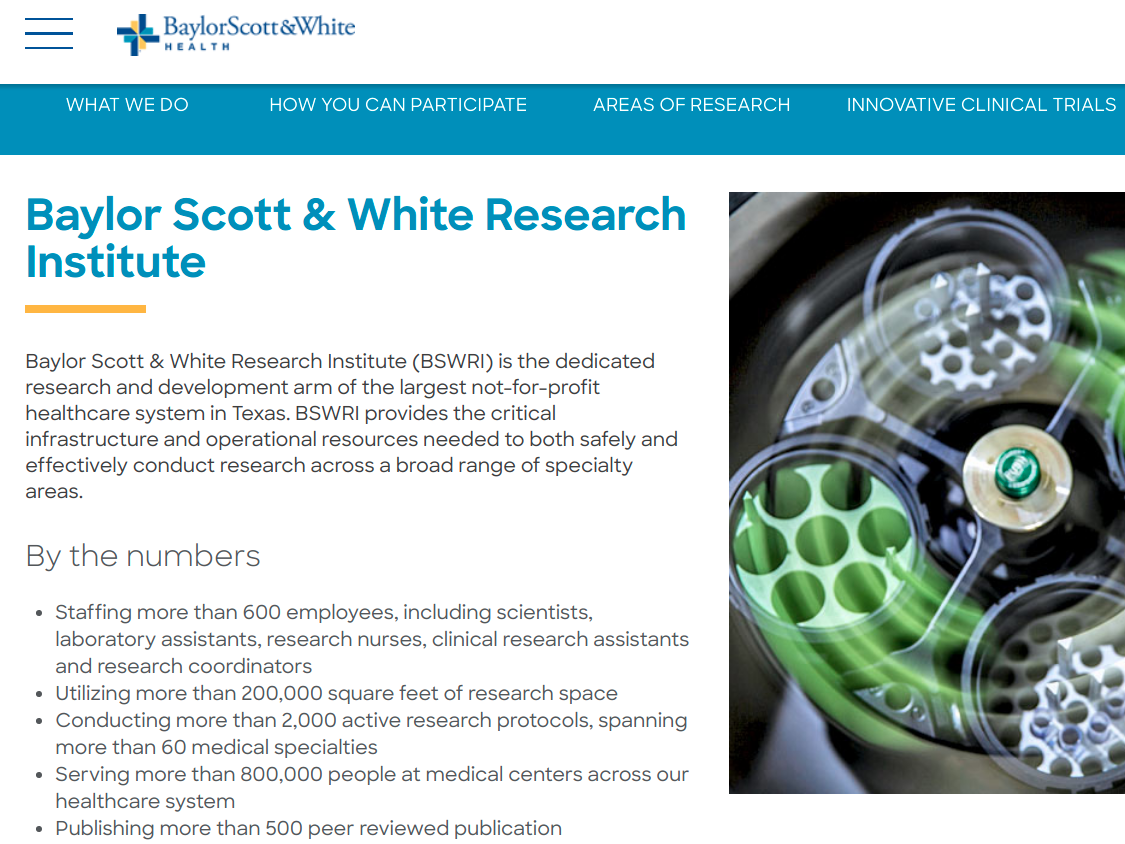 BaylorScott&White
HEALTH
WHAT WE DO HOW YOU CAN PARTICIPATE AREAS OF RESEARCH INNOVATIVE CLINICAL TRIALS
Baylor Scott & White Research
Institute
Baylor Scott & White Research Institute (BSWRI) is the dedicated
research and development arm of the largest not-for-profit
healthcare system in Texas. BSWRI provides the critical
infrastructure and operational resources needed to both safely and
effectively conduct research across a broad range of specialty
areas.
By the numbers
• Staffing more than 600 employees, including scientists,
laboratory assistants, research nurses, clinical research assistants
and research coordinators
• Utilizing more than 200,000 square feet of research space
• Conducting more than 2,000 active research protocols, spanning
more than 60 medical specialties
• Serving more than 800,000 people at medical centers across our
healthcare system
• Publishing more than 500 peer reviewed publication